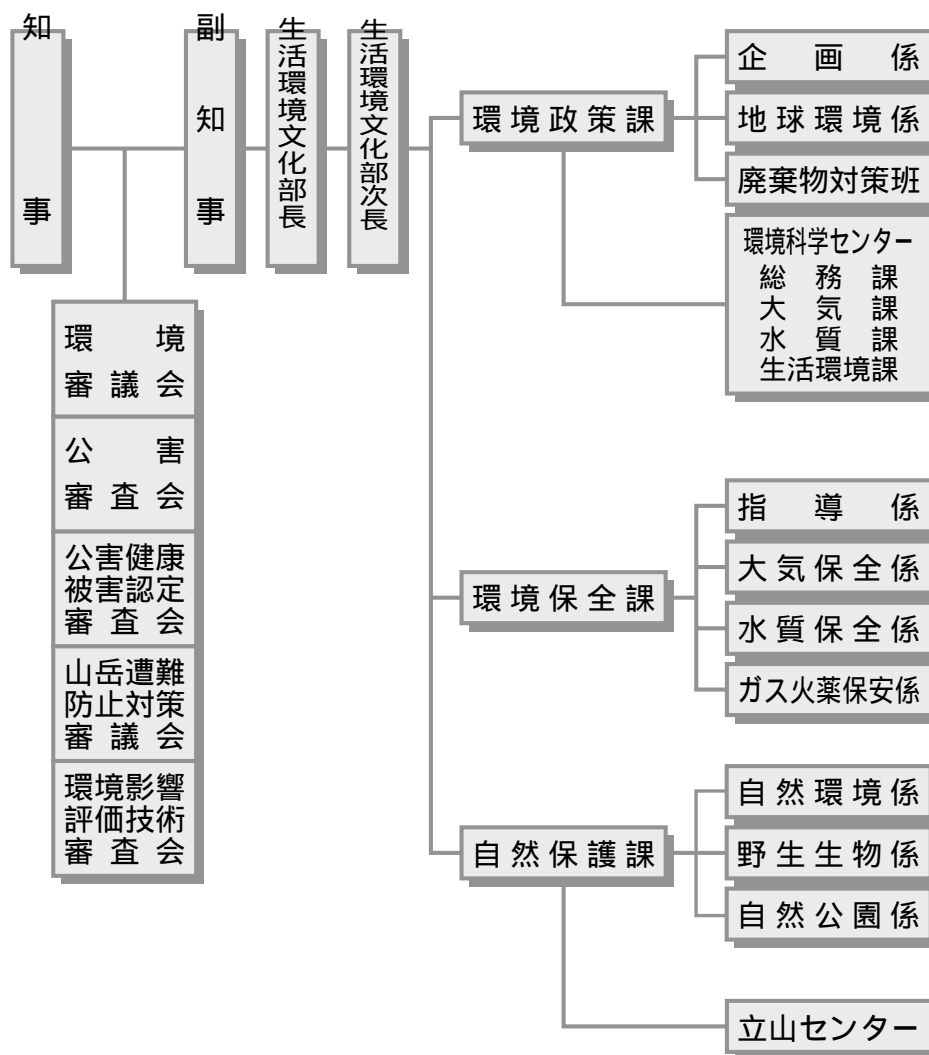 知事
副知事
生活環境文化部長
生活環境文化部次長
環境審議会
公害審査会
公害健康
被害認定
審査会
山岳遭難
防止対策
審議会
環境影響
評価技術
審査会
環境政策課
企画係
地球環境係
廃棄物対策班
環境科学センター
総務課
大気課
水質課
生活環境課
環境保全課
指導係
大気保全係
水質保全係
ガス火薬保安係
自然保護課
自然環境係
野生生物係
自然公園係
立山センター